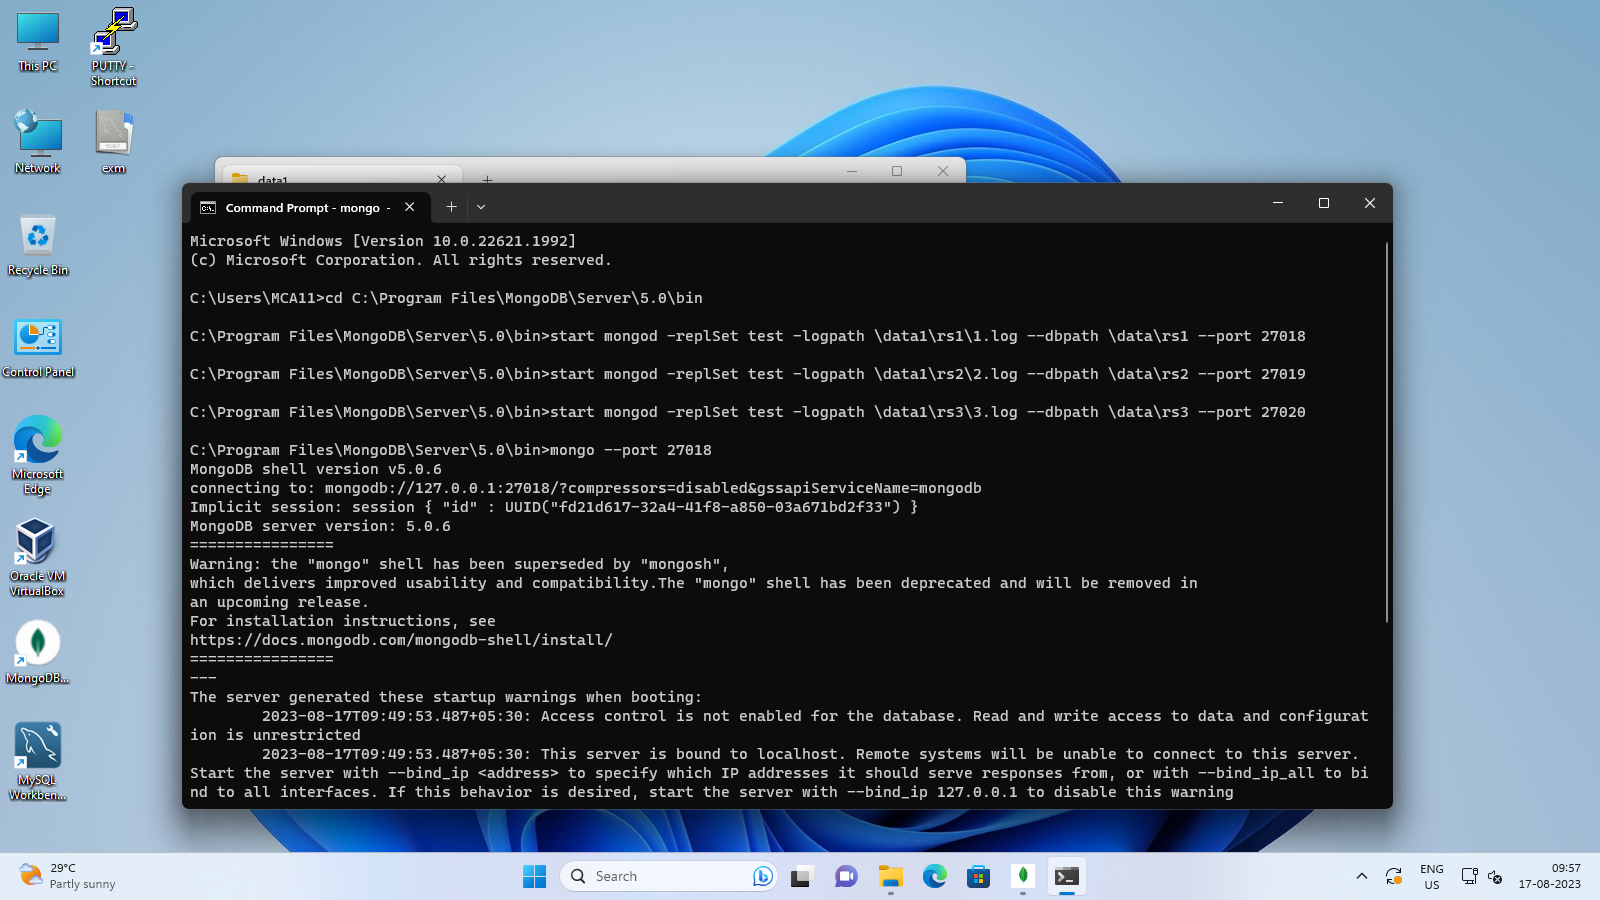 This PC
PUTTY -
Shortcut
Network
exm
Recycle Bin
Control Panel
Microsoft
Edge
Oracle VM
VirtualBox
MongoDB...
MySQL
Workben...
data1
Command Prompt - mongo -
Microsoft Windows [Version 10.0.22621.1992]
(c) Microsoft Corporation. All rights reserved.
C:\Users\MCA11>cd C:\Program Files\MongoDB\Server\5.0\bin
C:\Program Files\MongoDB\Server\5.0\bin>start mongod -replSet test -logpath \data1\rs1\1.log --dbpath \data\rs1 --port 27018
C:\Program Files\MongoDB\Server\5.0\bin>start mongod -replSet test -logpath \data1\rs2\2.log --dbpath \data\rs2 --port 27019
C:\Program Files\MongoDB\Server\5.0\bin>start mongod -replSet test -logpath \data1\rs3\3.log --dbpath \data\rs3 --port 27020
C:\Program Files\MongoDB\Server\5.0\bin>mongo --port 27018
MongoDB shell version v5.0.6
connecting to: mongodb://127.0.0.1:27018/?compressors=disabled&gssapiServiceName=mongodb
Implicit session: session { "id" : UUID("fd21d617-32a4-41f8-a850-03a671bd2f33") }
MongoDB server version: 5.0.6
================
Warning: the "mongo" shell has been superseded by "mongosh",
which delivers improved usability and compatibility.The "mongo" shell has been deprecated and will be removed in
an upcoming release.
For installation instructions, see
https://docs.mongodb.com/mongodb-shell/install/
================
---
The server generated these startup warnings when booting:
2023-08-17T09:49:53.487+05:30: Access control is not enabled for the database. Read and write access to data and configurat
ion is unrestricted
2023-08-17T09:49:53.487+05:30: This server is bound to localhost. Remote systems will be unable to connect to this server.
Start the server with --bind_ip <address> to specify which IP addresses it should serve responses from, or with --bind_ip_all to bi
nd to all interfaces. If this behavior is desired, start the server with --bind_ip 127.0.0.1 to disable this warning
29°C
Partly sunny
Search
ENG
US
09:57
17-08-2023